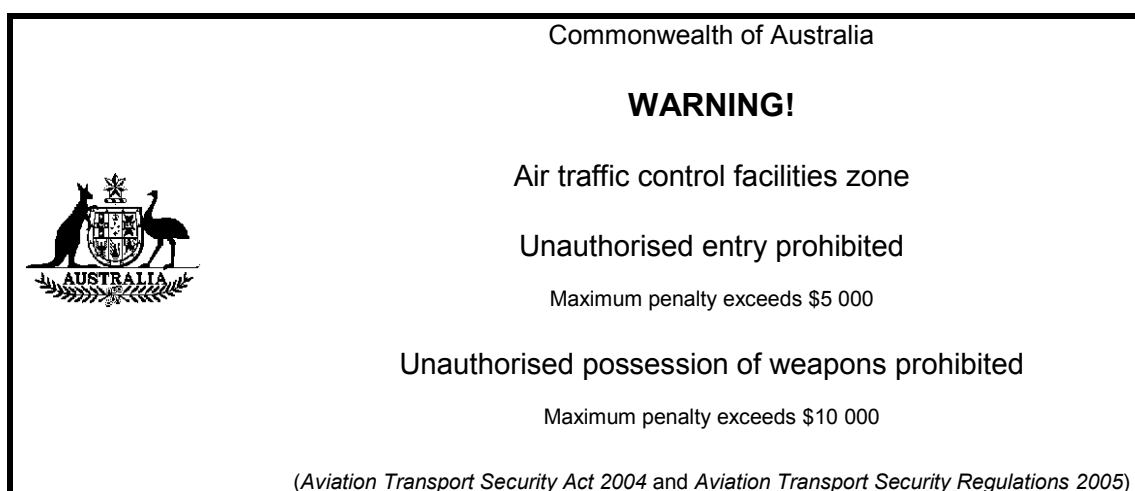 Commonwealth of Australia
WARNING!
Air traffic control facilities zone
Unauthorised entry prohibited
Maximum penalty exceeds $5 000
AUSTRALIA
Unauthorised possession of weapons prohibited
Maximum penalty exceeds $10 000
(Aviation Transport Security Act 2004 and Aviation Transport Security Regulations 2005)